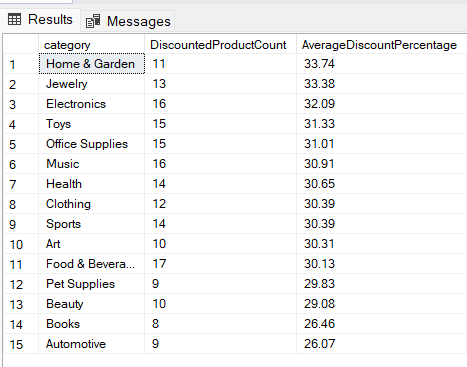 Results Messages
category DiscountedProductCount AverageDiscountPercentage
1 Home & Garden 11 33.74
2 Jewelry 13 33.38
3 Electronics 16 32.09
4 Toys 15 31.33
5 Office Supplies 15 31.01
6 Music 16 30.91
7 Health 14 30.65
8 Clothing 12 30.39
9 Sports 14 30.39
10 Art 10 30.31
11 Food & Bevera... 17 30.13
12 Pet Supplies 9 29.83
13 Beauty 10 29.08
14 Books 8 26.46
15 Automotive 9 26.07